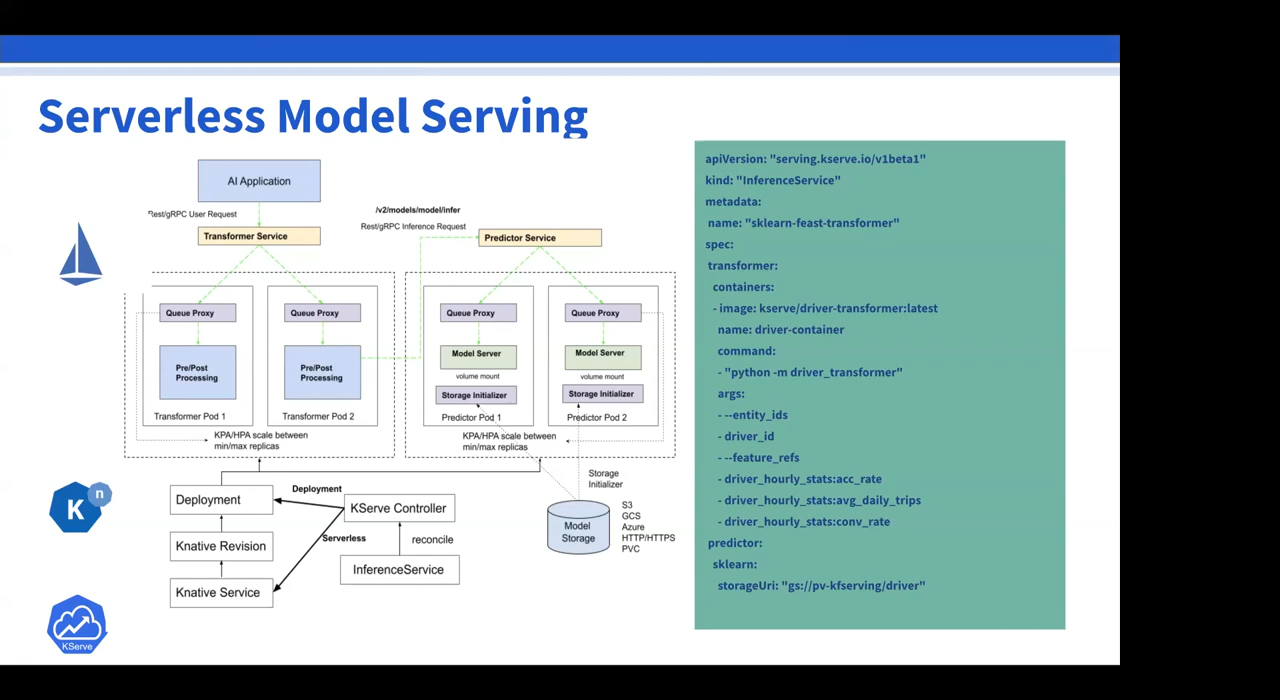 Serverless Model Serving
AI Application
Rest/gRPC User Request
Transformer Service
/v2/models/model/infer
Rest/gRPC Inference Request
Predictor Service
Queue Proxy
Queue Proxy
Pre/Post
Processing
Pre/Post
Processing
Transformer Pod 1
Transformer Pod 2
KPA/HPA scale between
min/max replicas
Queue Proxy
Queue Proxy
Model Server
Model Server
volume mount
volume mount
Storage Initializer
Storage Initializer
Predictor Pod 1
Predictor Pod 2
KPA/HPA scale between
min/max replicas
Deployment
Knative Revision
Knative Service
Deployment
Serverless
KServe Controller
reconcile
InferenceService
Storage
Initializer
Model
Storage
S3
GCS
Azure
HTTP/HTTPS
PVC
K n
KServe
apiVersion: "serving.kserve.io/v1beta1"
kind: "InferenceService"
metadata:
name: "sklearn-feast-transformer"
spec:
transformer:
containers:
- image: kserve/driver-transformer:latest
name: driver-container
command:
- "python -m driver_transformer"
args:
- --entity_ids
- driver_id
- --feature_refs
- driver_hourly_stats:acc_rate
- driver_hourly_stats:avg_daily_trips
- driver_hourly_stats:conv_rate
predictor:
sklearn:
storageUri: "gs://pv-kfserving/driver"